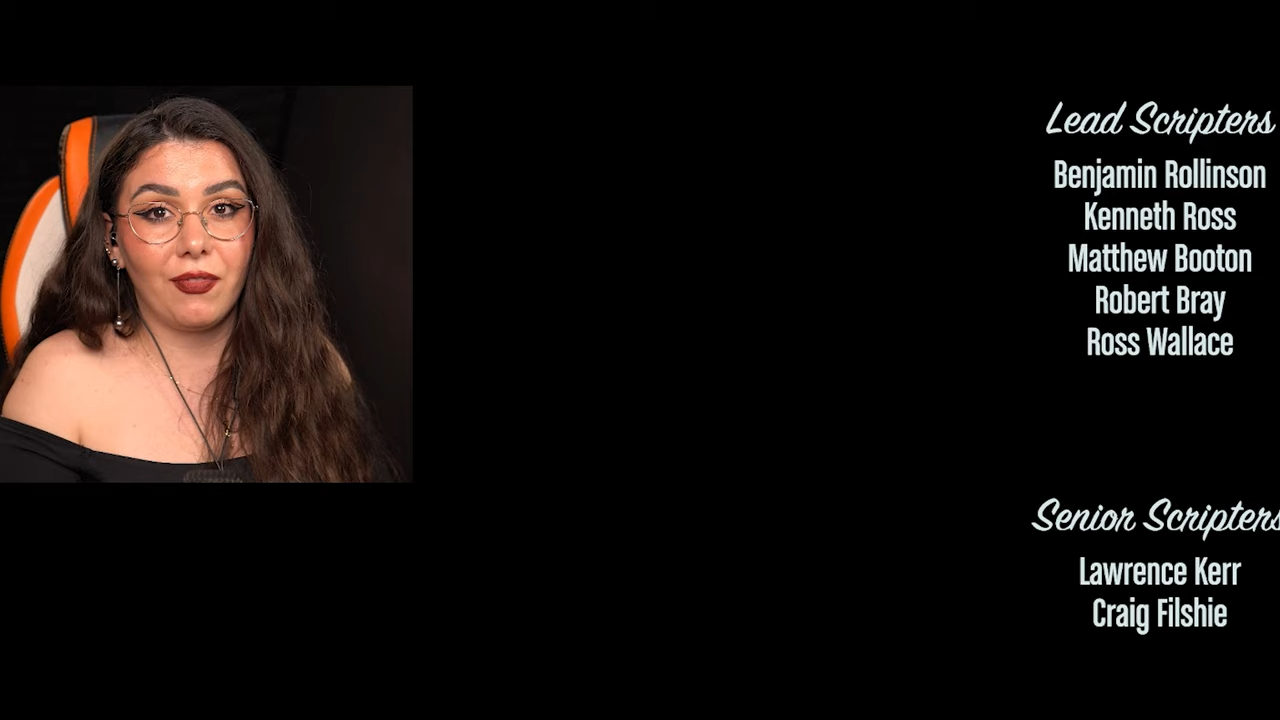 Lead Scripters
Benjamin Rollinson
Kenneth Ross
Matthew Booton
Robert Bray
Ross Wallace
Senior Scripters
Lawrence Kerr
Craig Filshie